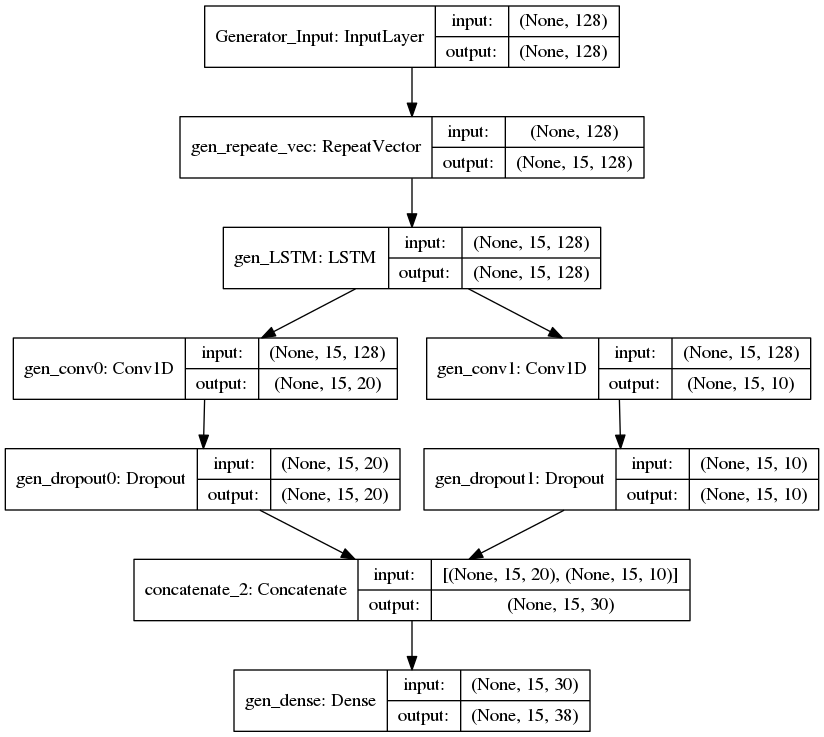 Generator_Input: InputLayer
input:
(None, 128)
output:
(None, 128)
gen_repeate_vec: RepeatVector
input:
(None, 128)
output:
(None, 15, 128)
gen_LSTM: LSTM
input:
(None, 15, 128)
output:
(None, 15, 128)
gen_conv0: Conv1D
input:
(None, 15, 128)
output:
(None, 15, 20)
gen_conv1: Conv1D
input:
(None, 15, 128)
output:
(None, 15, 10)
gen_dropout0: Dropout
input:
(None, 15, 20)
output:
(None, 15, 20)
gen_dropout1: Dropout
input:
(None, 15, 10)
output:
(None, 15, 10)
concatenate_2: Concatenate
input:
[(None, 15, 20), (None, 15, 10)]
output:
(None, 15, 30)
gen_dense: Dense
input:
(None, 15, 30)
output:
(None, 15, 38)